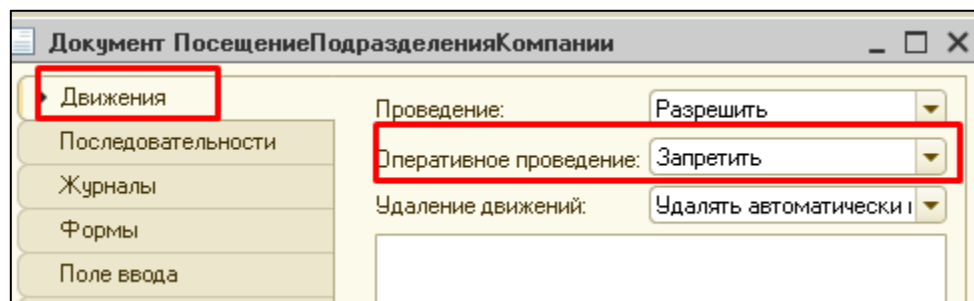 Документ ПосещениеПодразделенияКомпании
Движения
Последовательности
Журналы
Формы
Поле ввода
Проведение: Разрешить
Оперативное проведение: Запретить
Удаление движений: Удалять автоматически